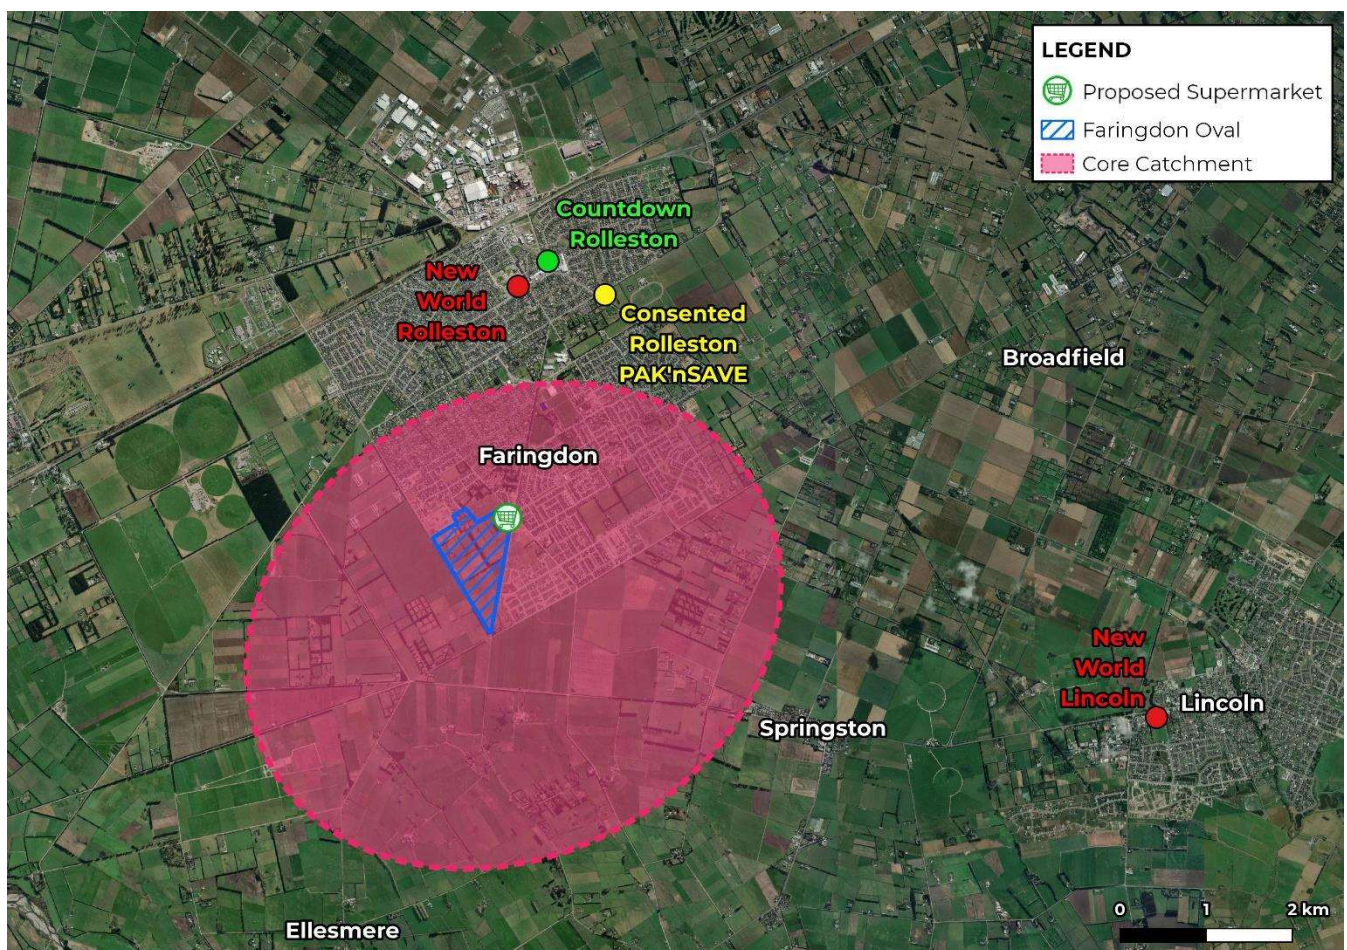 LEGEND
Proposed Supermarket
Faringdon Oval
Core Catchment
Countdown
Rolleston
New
World
Rolleston
Consented
Rolleston
PAK'nSAVE
Broadfield
Faringdon
New
World
Lincoln
Lincoln
Springston
Ellesmere
0 1 2 km